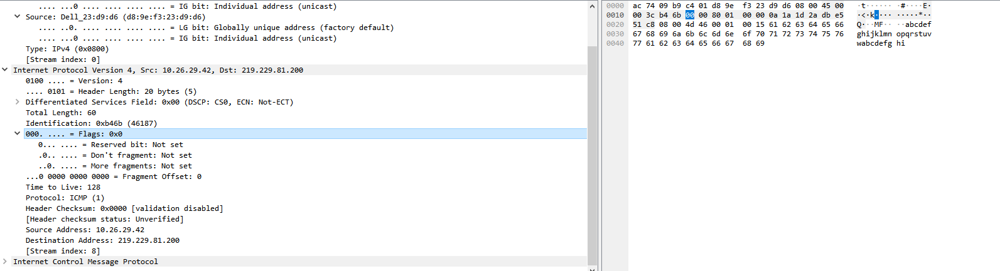 .... ...0 .... .... .... .... = IG bit: Individual address (unicast)
Source: Dell_23:d9:d6 (d8:9e:f3:23:d9:d6)
.... ..0. .... .... .... .... = LG bit: Globally unique address (factory default)
.... ...0 .... .... .... .... = IG bit: Individual address (unicast)
Type: IPv4 (0x0800)
[Stream index: 0]
Internet Protocol Version 4, Src: 10.26.29.42, Dst: 219.229.81.200
0100 .... = Version: 4
.... 0101 = Header Length: 20 bytes (5)
Differentiated Services Field: 0x00 (DSCP: CS0, ECN: Not-ECT)
Total Length: 60
Identification: 0xb46b (46187)
000. .... = Flags: 0x0
0... .... = Reserved bit: Not set
.0.. .... = Don't fragment: Not set
..0. .... = More fragments: Not set
...0 0000 0000 0000 = Fragment Offset: 0
Time to Live: 128
Protocol: ICMP (1)
Header Checksum: 0x0000 [validation disabled]
[Header checksum status: Unverified]
Source Address: 10.26.29.42
Destination Address: 219.229.81.200
[Stream index: 8]
Internet Control Message Protocol
0000 ac 74 09 b9 c4 01 d8 9e f3 23 d9 d6 08 00 45 00 ·t······ ·#····E·
0010 00 3c b4 6b 00 00 80 01 00 00 0a 1a 1d 2a db e5 ·<·k···· ·····*··
0020 51 c8 08 00 4d 46 00 01 00 15 61 62 63 64 65 66 Q···MF·· ··abcdef
0030 67 68 69 6a 6b 6c 6d 6e 6f 70 71 72 73 74 75 76 ghijklmn opqrstuv
0040 77 61 62 63 64 65 66 67 68 69 wabcdefg hi